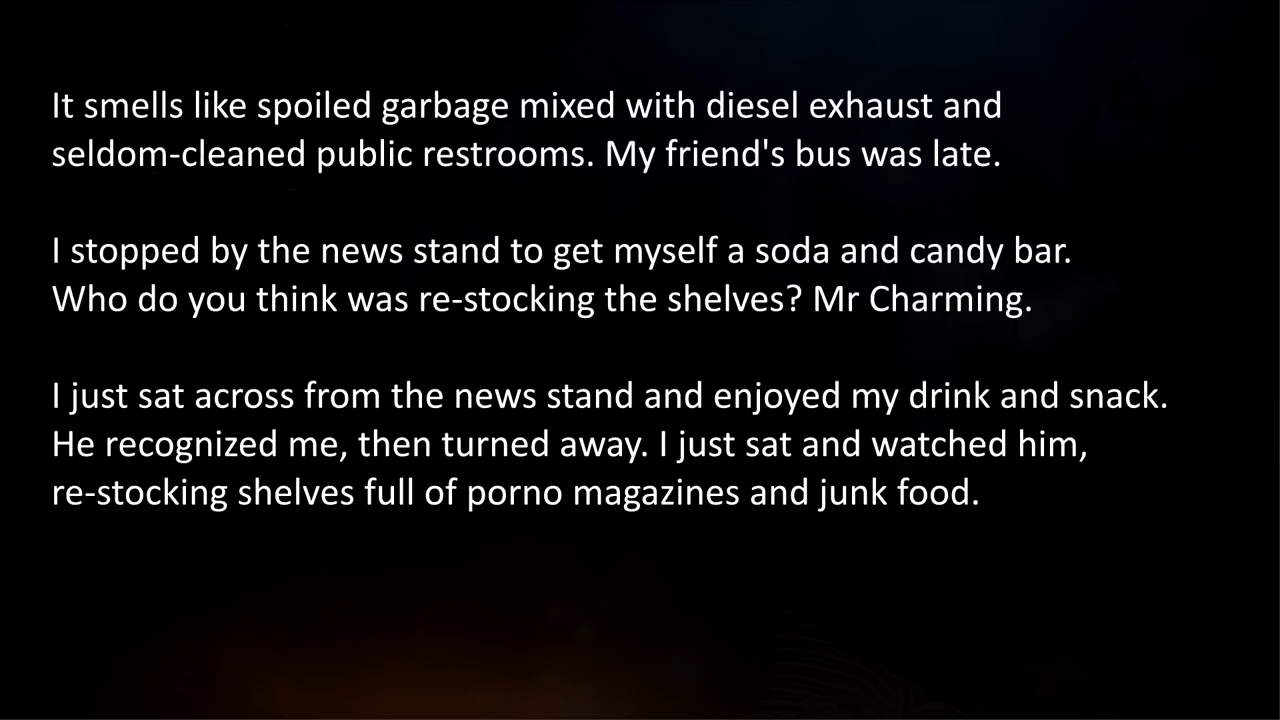 It smells like spoiled garbage mixed with diesel exhaust and
seldom-cleaned public restrooms. My friend's bus was late.
I stopped by the news stand to get myself a soda and candy bar.
Who do you think was re-stocking the shelves? Mr Charming.
I just sat across from the news stand and enjoyed my drink and snack.
He recognized me, then turned away. I just sat and watched him,
re-stocking shelves full of porno magazines and junk food.